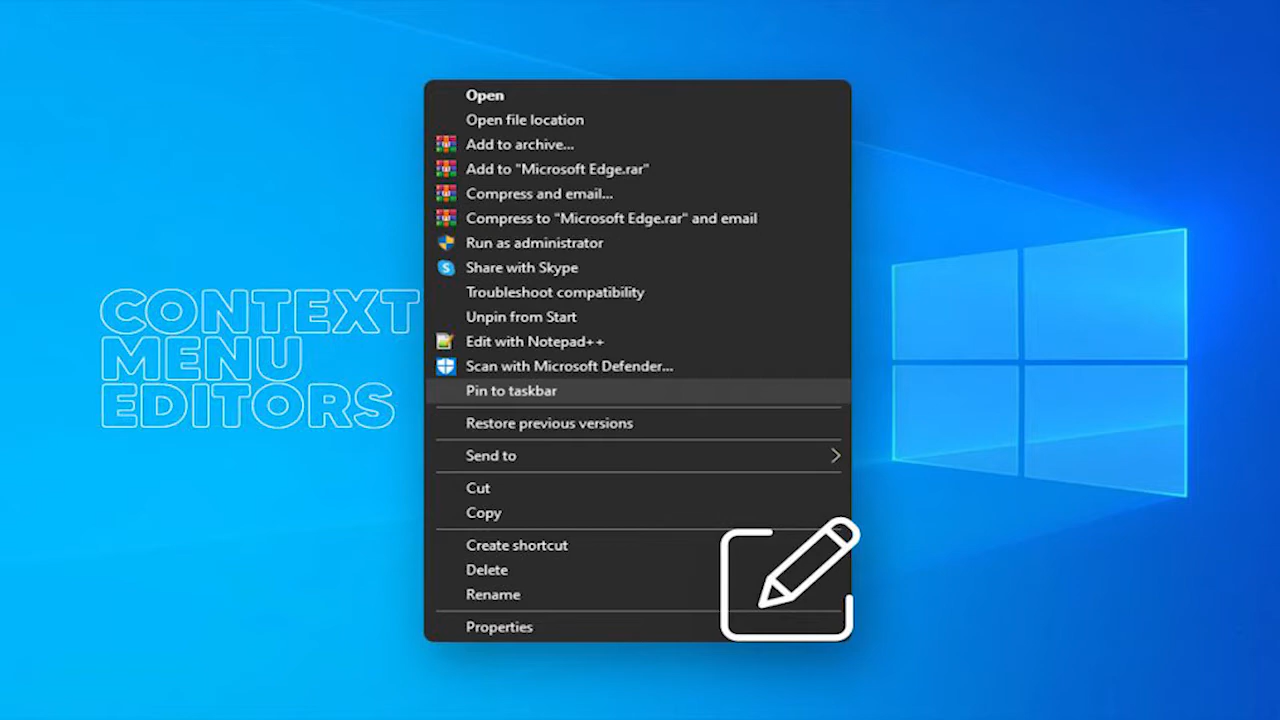 CONTEXT
MENU
EDITORS
Open
Open file location
Add to archive...
Add to "Microsoft Edge.rar"
Compress and email...
Compress to "Microsoft Edge.rar" and email
Run as administrator
Share with Skype
Troubleshoot compatibility
Unpin from Start
Edit with Notepad++
Scan with Microsoft Defender...
Pin to taskbar
Restore previous versions
Send to
Cut
Copy
Create shortcut
Delete
Rename
Properties